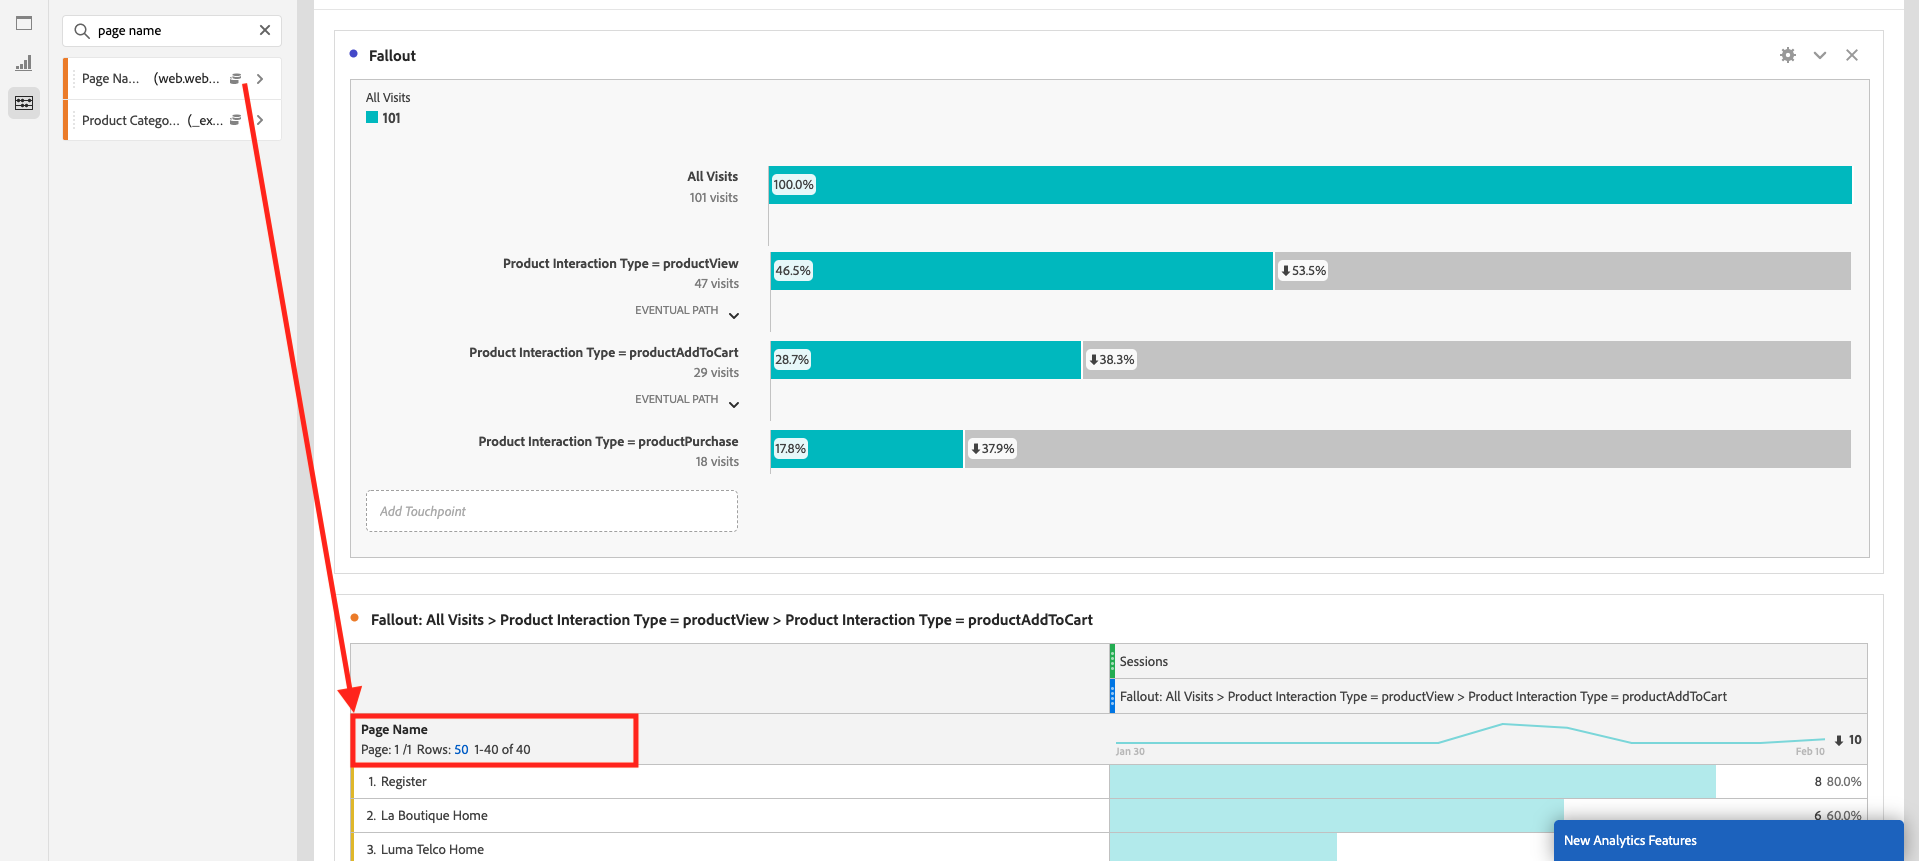 page name
Page Na... (web.web...
Product Catego... (_ex...
Fallout
All Visits
101
All Visits
101 visits
100.0%
Product Interaction Type = productView
47 visits
46.5%
53.5%
EVENTUAL PATH
Product Interaction Type = productAddToCart
29 visits
28.7%
38.3%
EVENTUAL PATH
Product Interaction Type = productPurchase
18 visits
17.8%
37.9%
Add Touchpoint
Fallout: All Visits > Product Interaction Type = productView > Product Interaction Type = productAddToCart
Sessions
Fallout: All Visits > Product Interaction Type = productView > Product Interaction Type = productAddToCart
Page Name
Page: 1 /1 Rows: 50 1-40 of 40
Jan 30
Feb 10
10
1. Register
8 80.0%
2. La Boutique Home
6 60.0%
3. Luma Telco Home
New Analytics Features